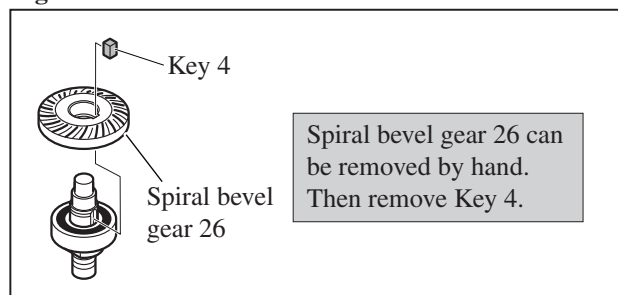 Key 4
Spiral bevel
gear 26
Spiral bevel gear 26 can
be removed by hand.
Then remove Key 4.